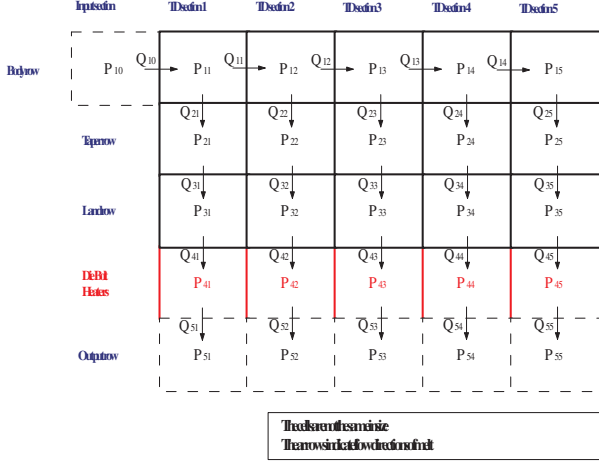 Input section TD section 1 TD section 2 TD section 3 TD section 4 TD section 5
Body row P10 Q10 P11 Q11 P12 Q12 P13 Q13 P14 Q14 P15
Q21 Q22 Q23 Q24 Q25
Taper row P21 P22 P23 P24 P25
Q31 Q32 Q33 Q34 Q35
Land row P31 P32 P33 P34 P35
Q41 Q42 Q43 Q44 Q45
Die Bolt
Heaters P41 P42 P43 P44 P45
Q51 Q52 Q53 Q54 Q55
Output row P51 P52 P53 P54 P55
The cells are not the same in size
The arrows indicate flow directions of melt